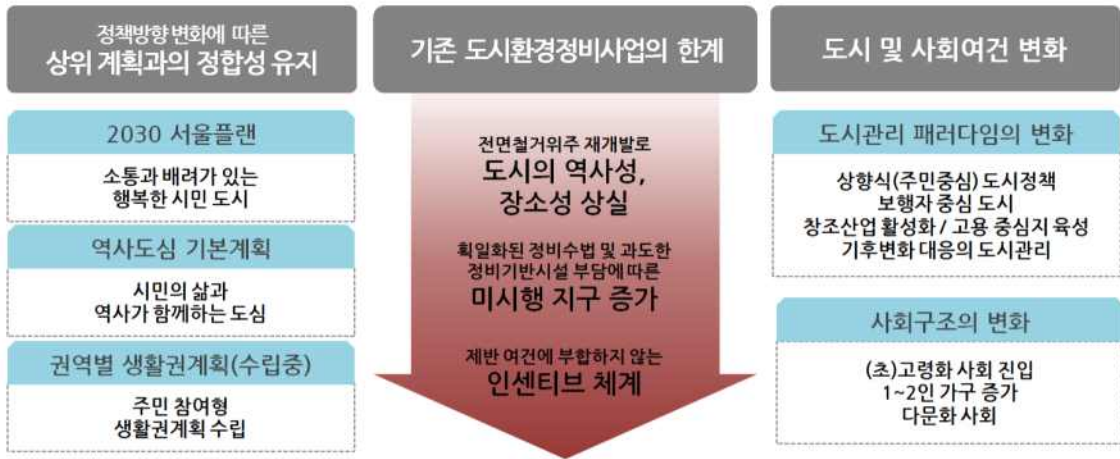 정책방향 변화에 따른
상위 계획과의 정합성 유지
2030 서울플랜
소통과 배려가 있는
행복한 시민 도시
역사도심 기본계획
시민의 삶과
역사가 함께하는 도심
권역별 생활권계획(수립중)
주민 참여형
생활권계획 수립
기존 도시환경정비사업의 한계
전면철거위주 재개발로
도시의 역사성,
장소성 상실
획일화된 정비수법 및 과도한
정비기반시설 부담에 따른
미시행 지구 증가
제반 여건에 부합하지 않는
인센티브 체계
도시 및 사회여건 변화
도시관리 패러다임의 변화
상향식(주민중심) 도시정책
보행자 중심 도시
창조산업 활성화 / 고용 중심지 육성
기후변화 대응의 도시관리
사회구조의 변화
(초)고령화 사회 진입
1~2인 가구 증가
다문화 사회